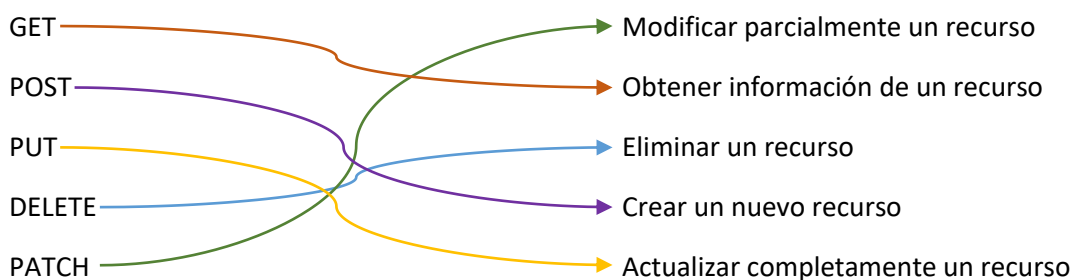 GET
Modificar parcialmente un recurso
POST
Obtener información de un recurso
PUT
Eliminar un recurso
DELETE
Crear un nuevo recurso
PATCH
Actualizar completamente un recurso